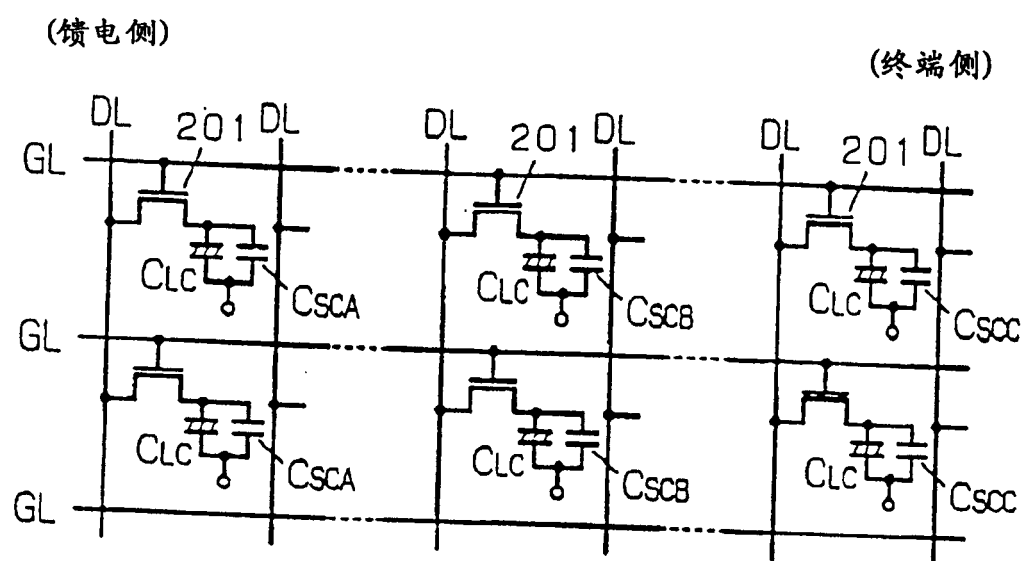 (馈电侧)
(终端侧)
DL 201 DL DL 201 DL DL 201 DL
GL
CLC CSCA CLC CSCB CLC CSCC
GL
CLC CSCA CLC CSCB CLC CSCC
GL